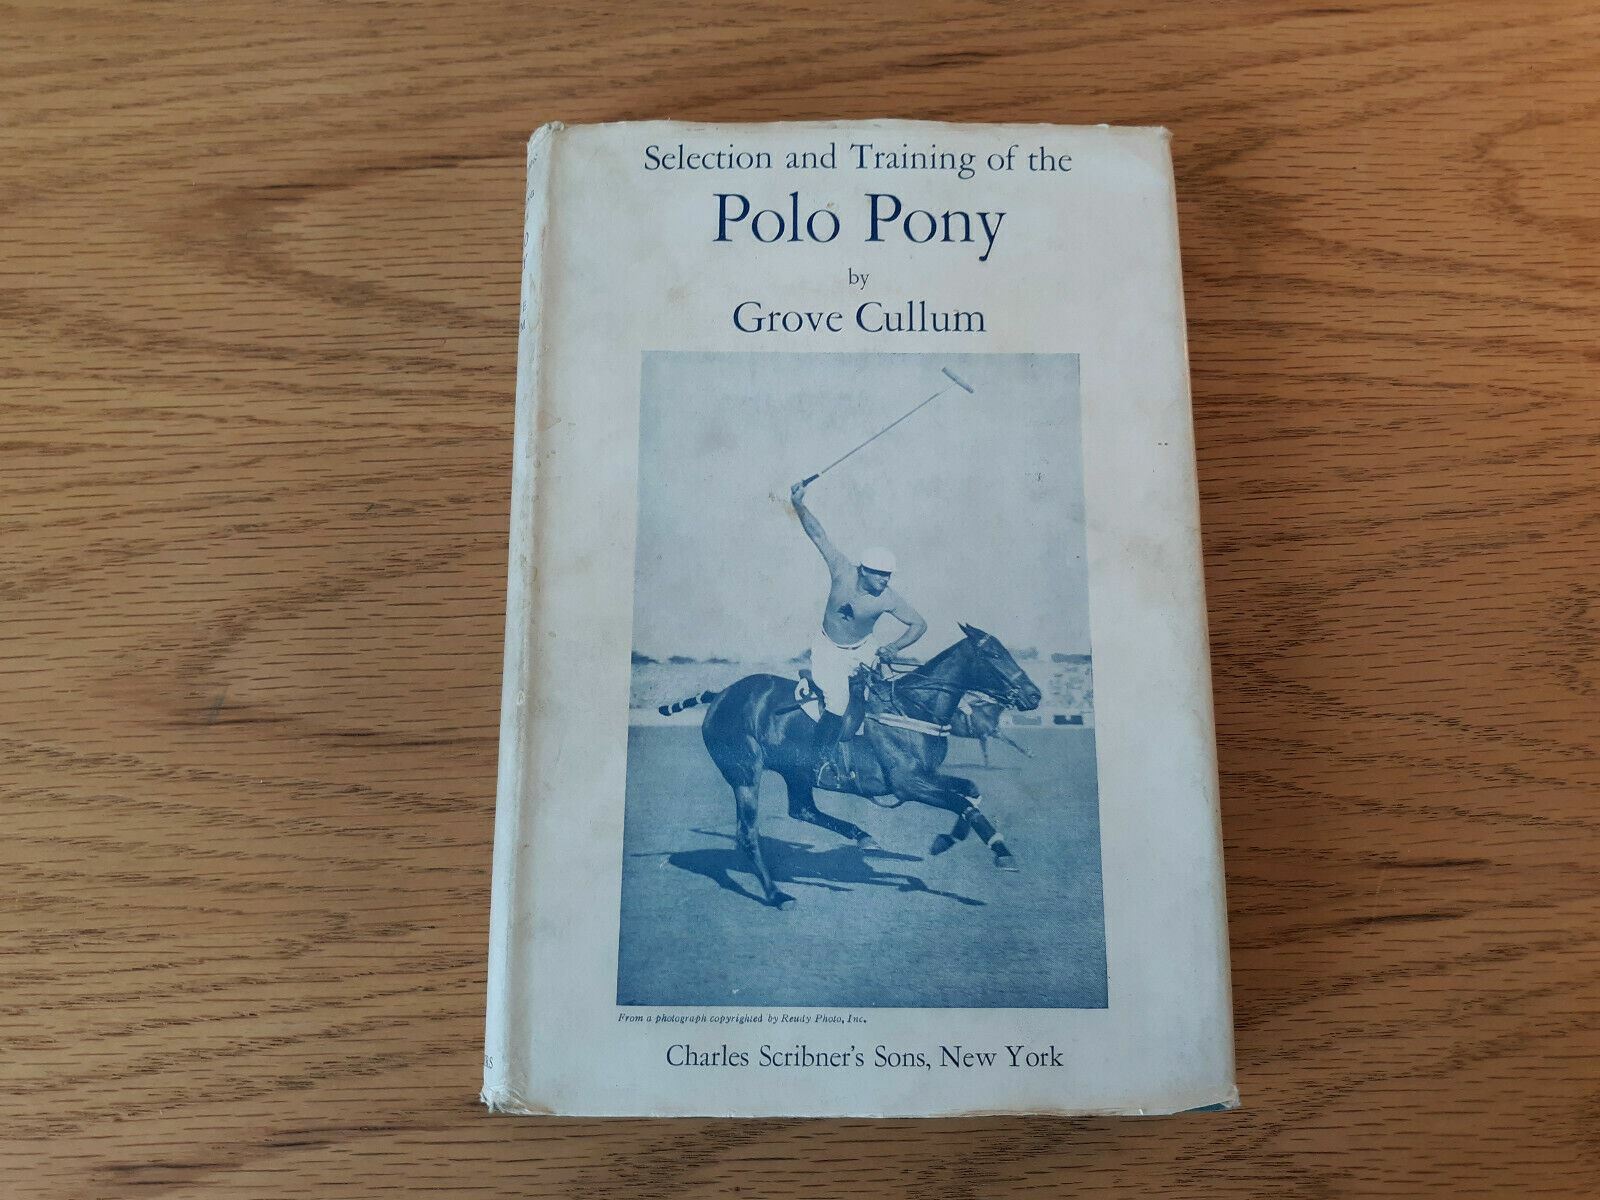 Selection and Training of the
Polo Pony
by
Grove Cullum
From a photograph copyrighted by Reudy Photo, Inc.
Charles Scribner's Sons, New York